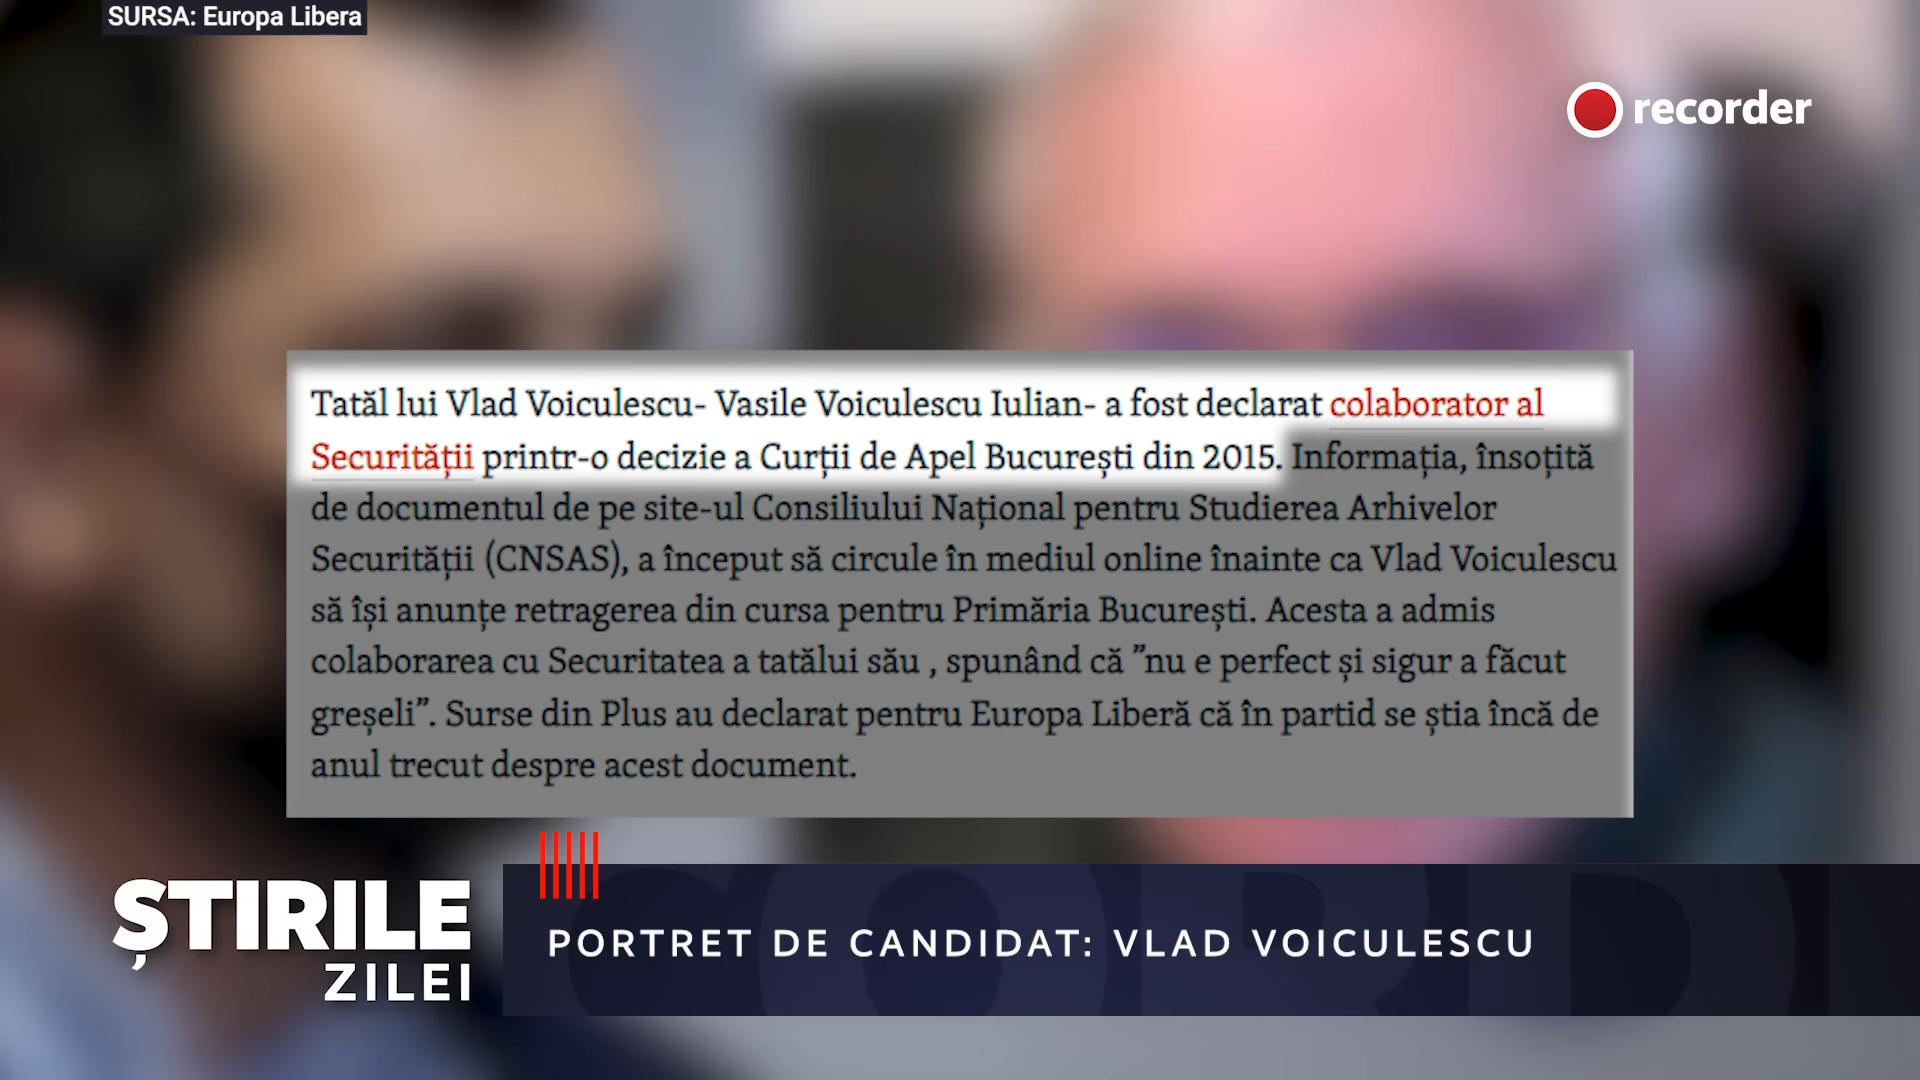 SURSA: Europa Libera
recorder
Tatăl lui Vlad Voiculescu- Vasile Voiculescu Iulian- a fost declarat colaborator al
Securității printr-o decizie a Curții de Apel București din 2015. Informația, însoțită
de documentul de pe site-ul Consiliului Național pentru Studierea Arhivelor
Securității (CNSAS), a început să circule în mediul online înainte ca Vlad Voiculescu
să își anunțe retragerea din cursa pentru Primăria București. Acesta a admis
colaborarea cu Securitatea a tatălui său , spunând că ”nu e perfect și sigur a făcut
greșeli”. Surse din Plus au declarat pentru Europa Liberă că în partid se știa încă de
anul trecut despre acest document.
ȘTIRILE
ZILEI
PORTRET DE CANDIDAT: VLAD VOICULESCU